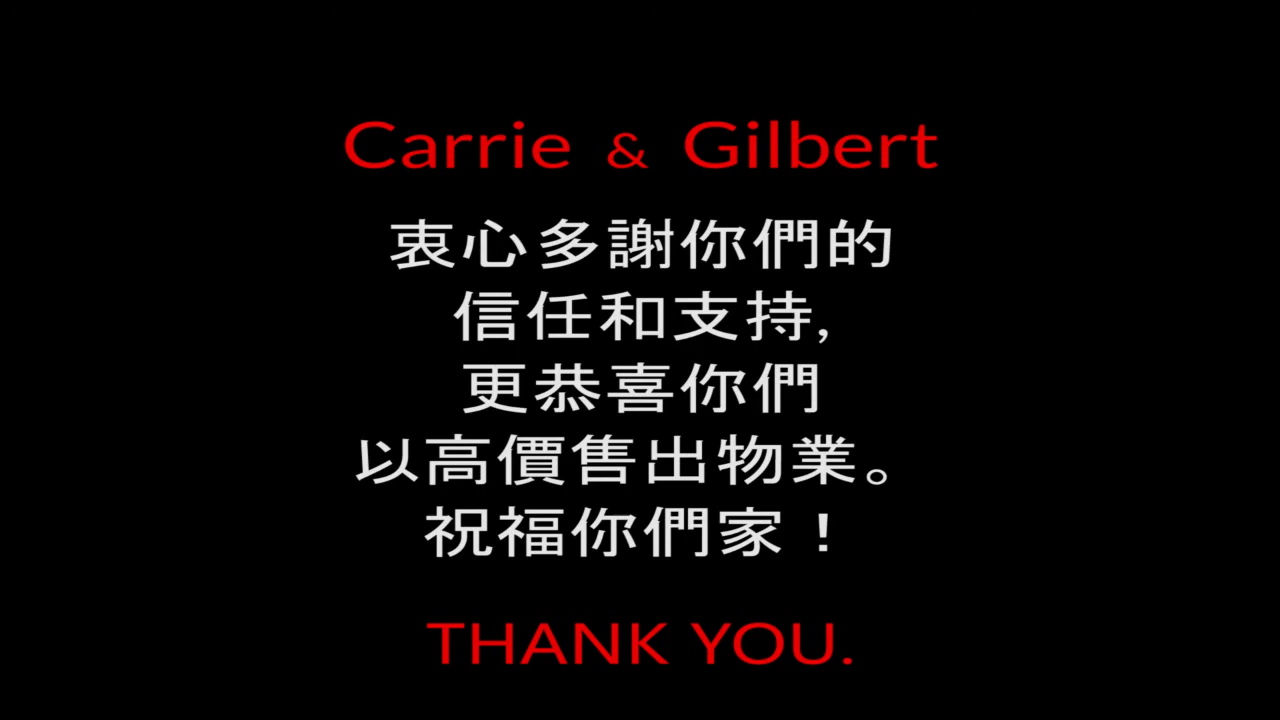 Carrie & Gilbert
衷心多謝你們的
信任和支持,
更恭喜你們
以高價售出物業。
祝福你們家！
THANK YOU.